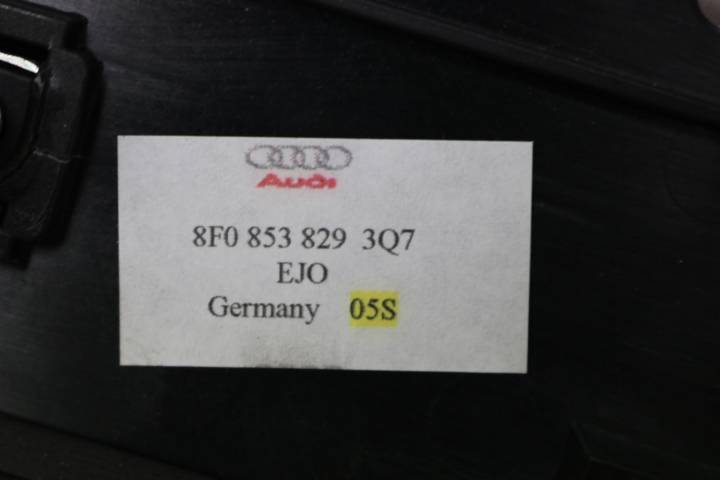 Audi
8F0 853 829 3Q7
EJO
Germany 05S